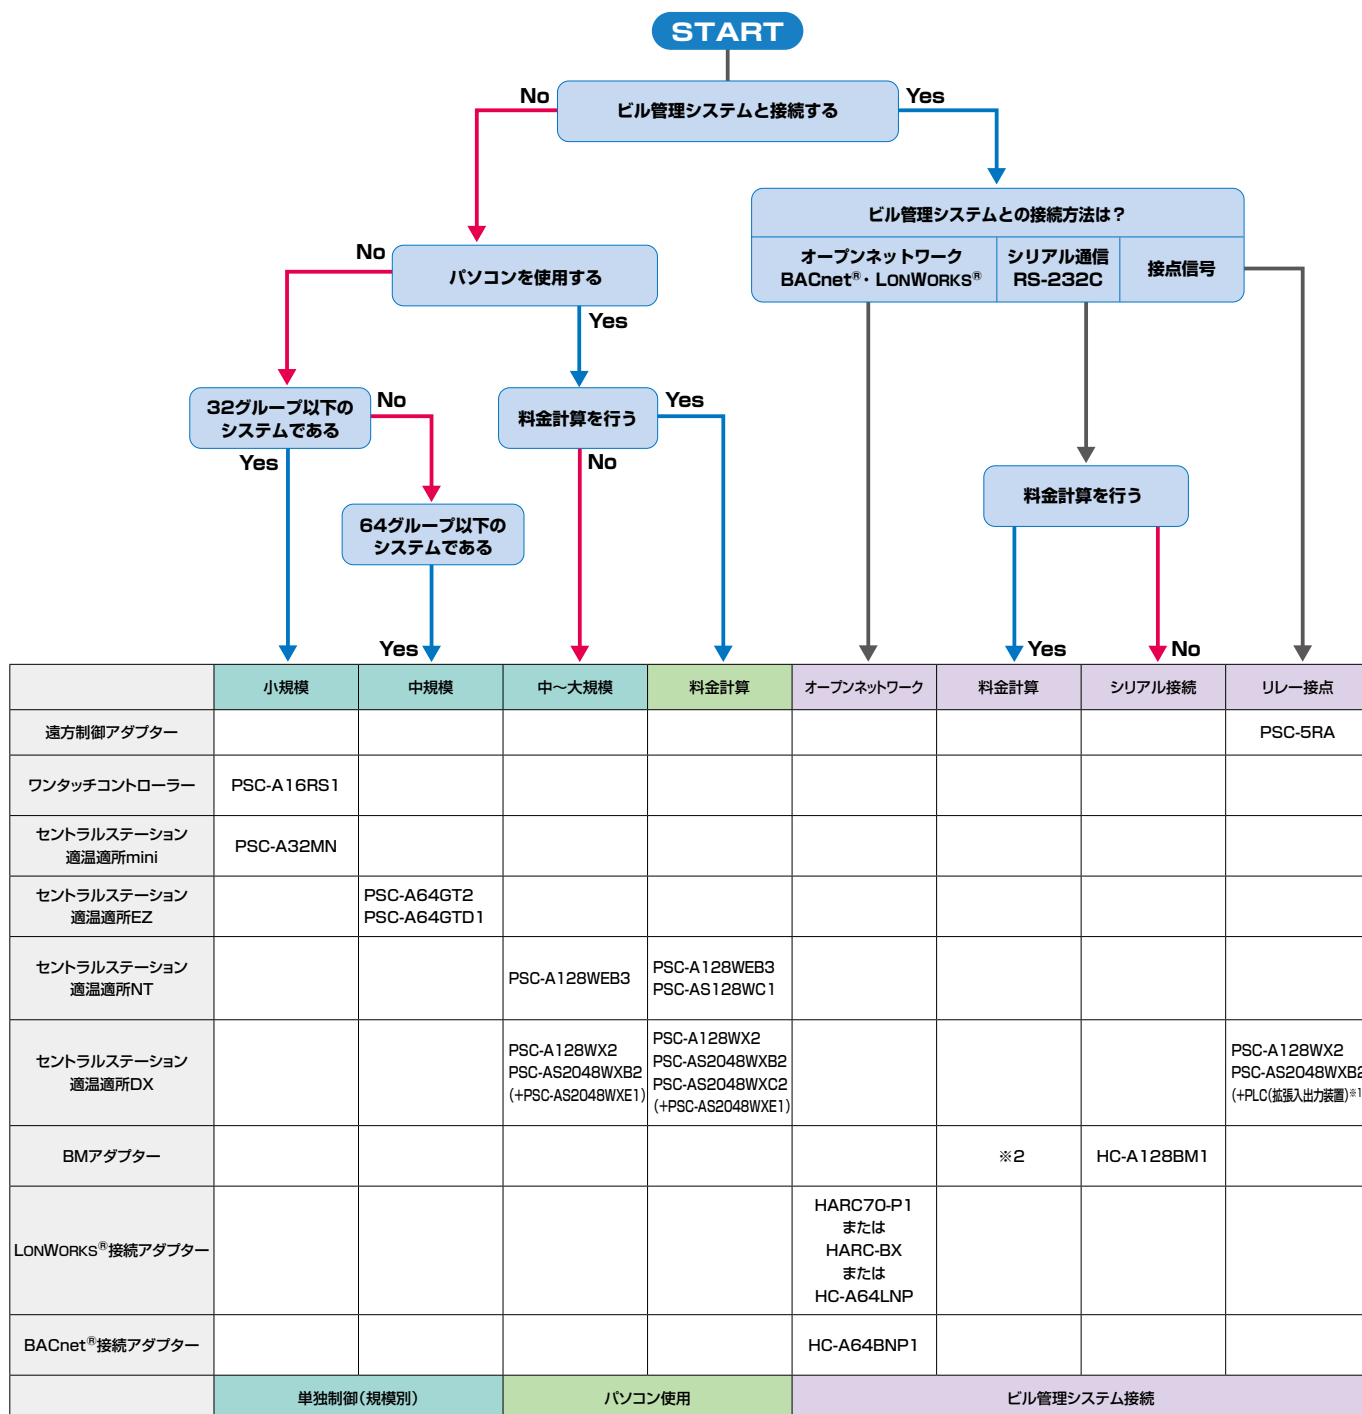 START
No
Yes
ビル管理システムと接続する
ビル管理システムとの接続方法は？
オープンネットワーク
BACnet®・LONWORKS®
シリアル通信
RS-232C
接点信号
No
パソコンを使用する
Yes
32グループ以下の
システムである
No
Yes
料金計算を行う
Yes
No
64グループ以下の
システムである
Yes
料金計算を行う
Yes
No
小規模 中規模 中～大規模 料金計算 オープンネットワーク 料金計算 シリアル接続 リレー接点
遠方制御アダプター
PSC-5RA
ワンタッチコントローラー
PSC-A16RS1
セントラルステーション
適温適所mini
PSC-A32MN
セントラルステーション
適温適所EZ
PSC-A64GT2
PSC-A64GTD1
セントラルステーション
適温適所NT
PSC-A128WEB3
PSC-A128WEB3
PSC-AS128WC1
セントラルステーション
適温適所DX
PSC-A128WX2
PSC-AS2048WXB2
(+PSC-AS2048WXE1)
PSC-A128WX2
PSC-AS2048WXB2
PSC-AS2048WXC2
(+PSC-AS2048WXE1)
PSC-A128WX2
PSC-AS2048WXB2
(+PLC(拡張入出力装置)※1
BMアダプター
※2
HC-A128BM1
LONWORKS®接続アダプター
HARC70-P1
または
HARC-BX
または
HC-A64LNP
BACnet®接続アダプター
HC-A64BNP1
単独制御(規模別) パソコン使用 ビル管理システム接続